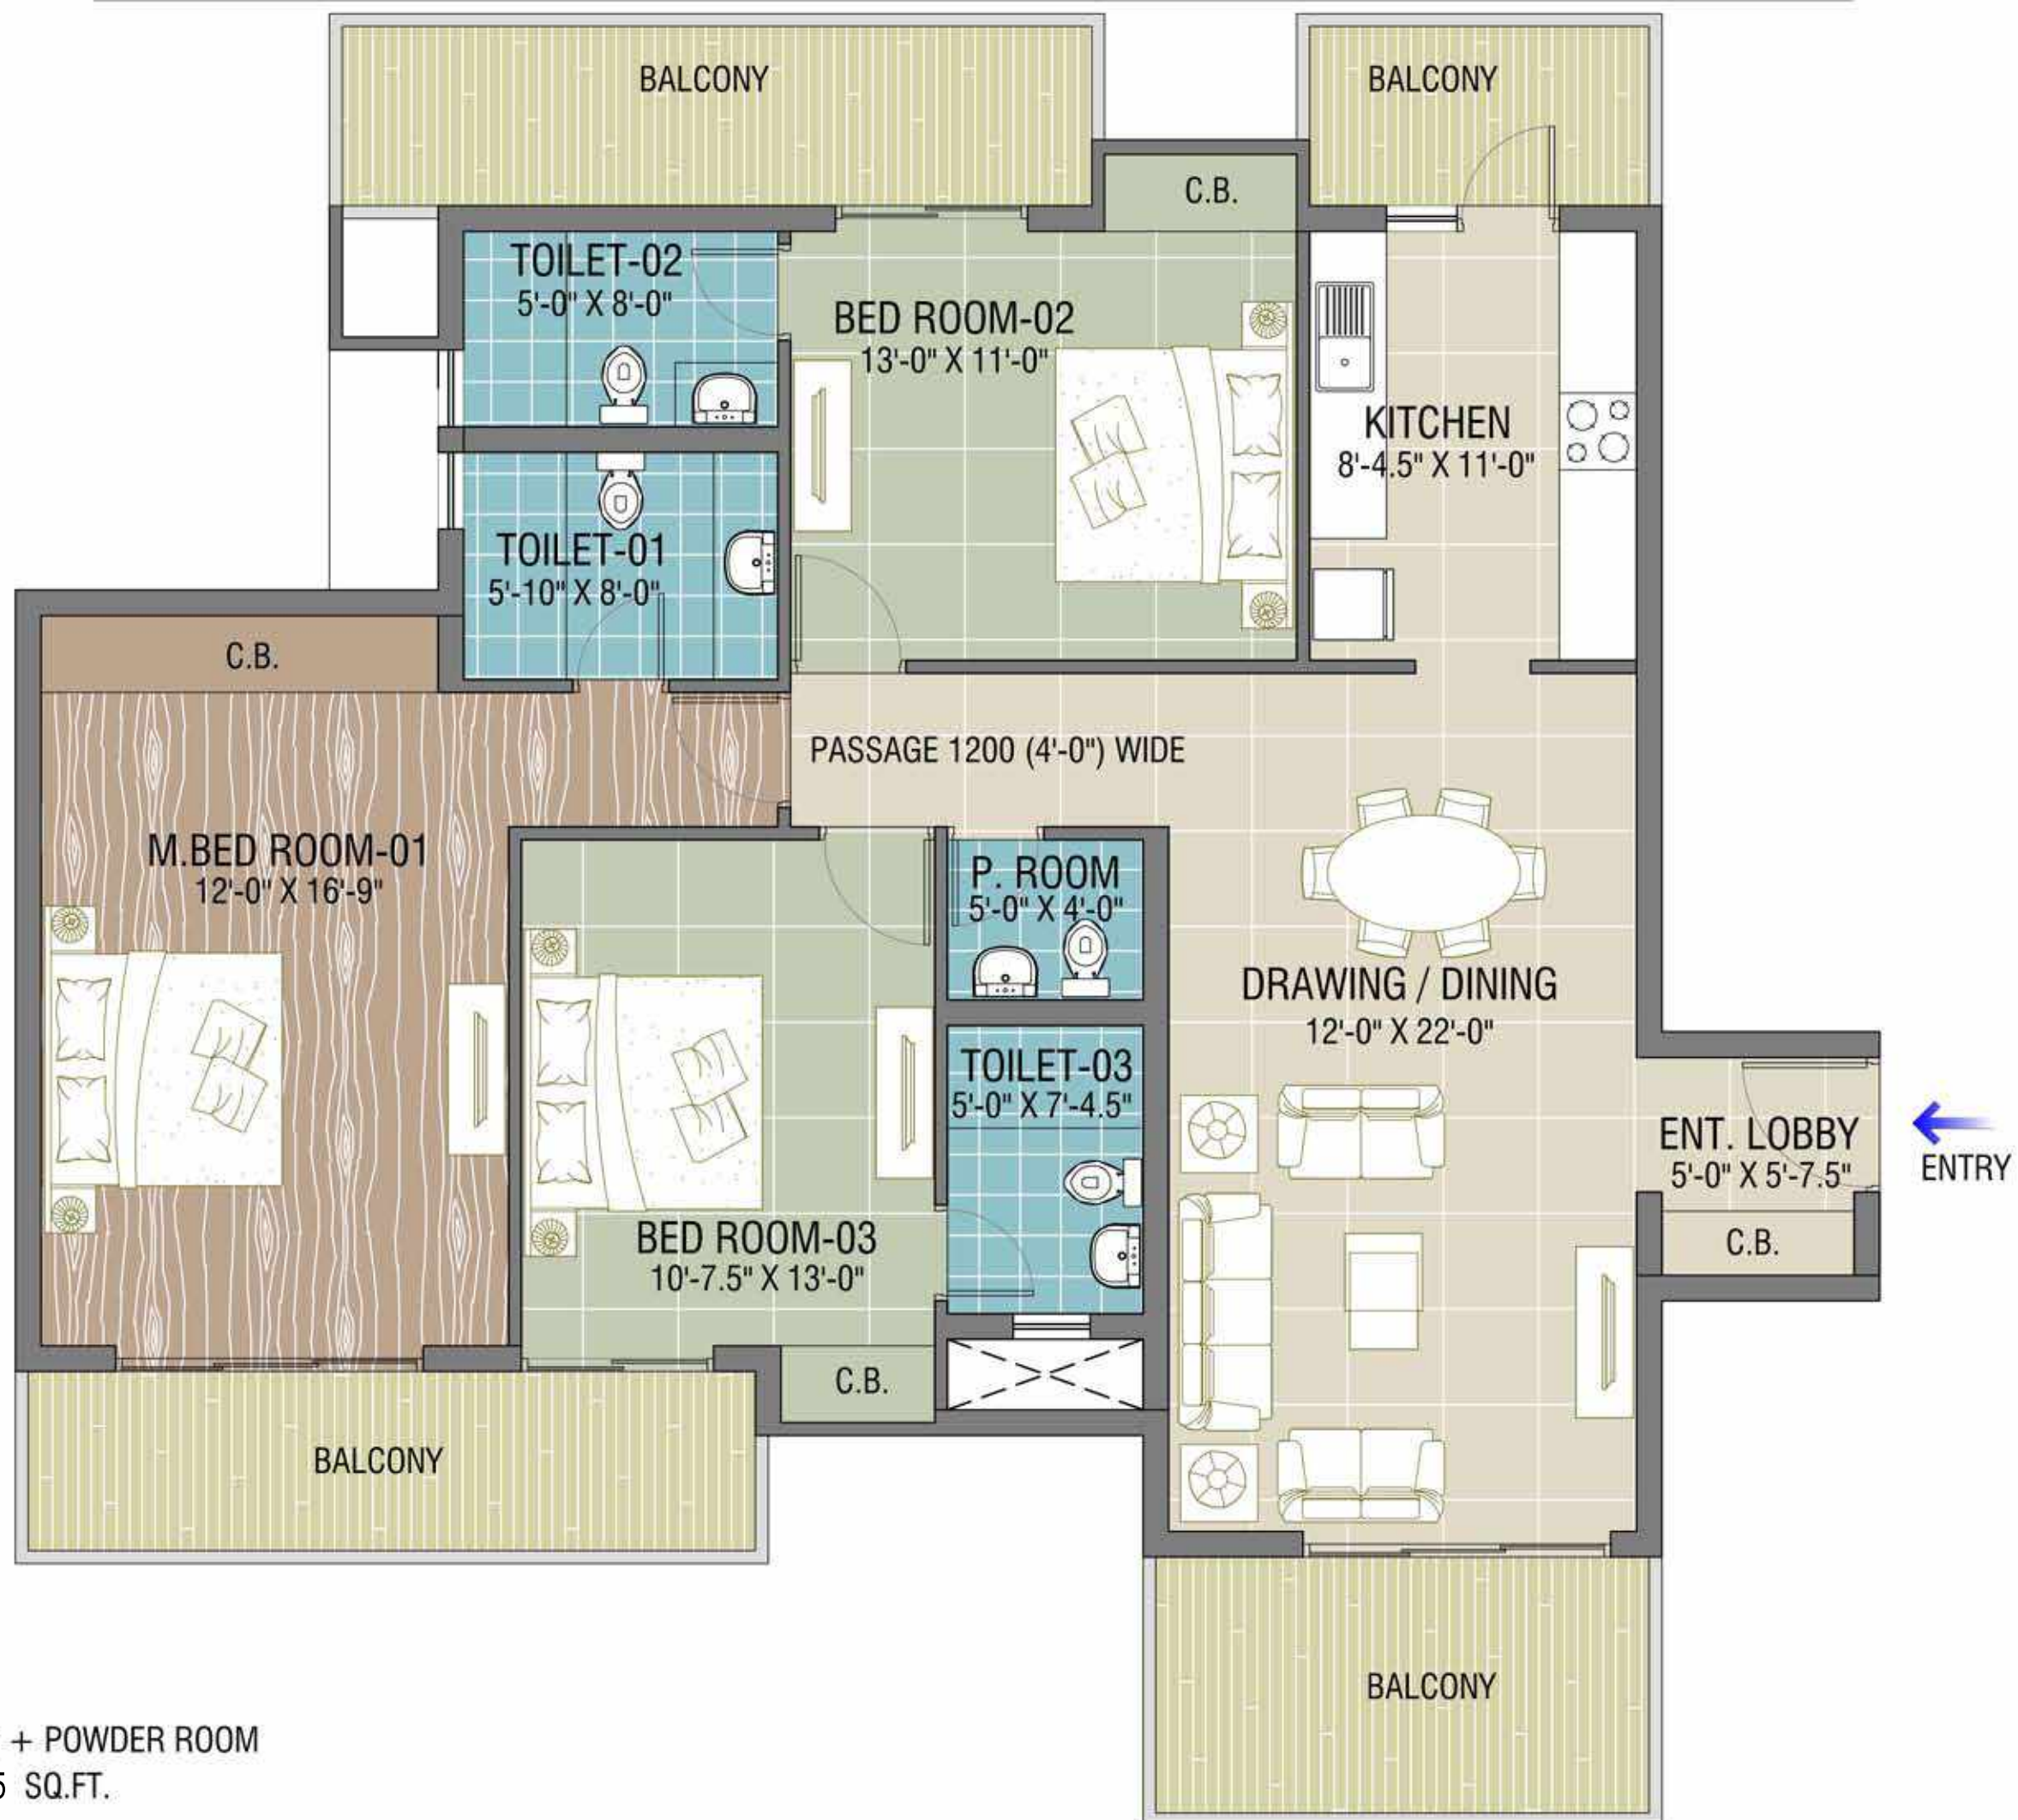 BALCONY
BALCONY
C.B.
TOILET-02
5'-0" X 8'-0"
BED ROOM-02
13'-0" X 11'-0"
KITCHEN
8'-4.5" X 11'-0"
TOILET-01
5'-10" X 8'-0"
C.B.
PASSAGE 1200 (4'-0") WIDE
M.BED ROOM-01
12'-0" X 16'-9"
P. ROOM
5'-0" X 4'-0"
DRAWING / DINING
12'-0" X 22'-0"
TOILET-03
5'-0" X 7'-4.5"
ENT. LOBBY
5'-0" X 5'-7.5"
ENTRY
BED ROOM-03
10'-7.5" X 13'-0"
C.B.
C.B.
BALCONY
BALCONY
+ POWDER ROOM
SQ.FT.